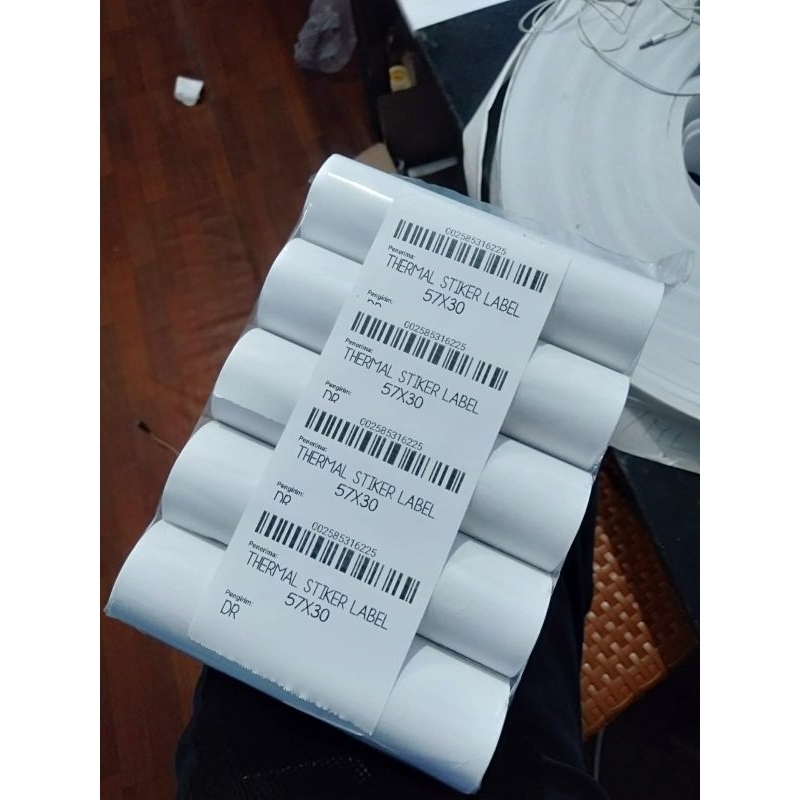 002585316225
Penerima:
THERMAL STIKER LABEL
57X30
Pengirim:
002585316225
Penerima:
THERMAL STIKER LABEL
57X30
Pengirim:
DR
002585316225
Penerima:
THERMAL STIKER LABEL
57X30
Pengirim:
DR
002585316225
Penerima:
THERMAL STIKER LABEL
57X30
Pengirim:
DR